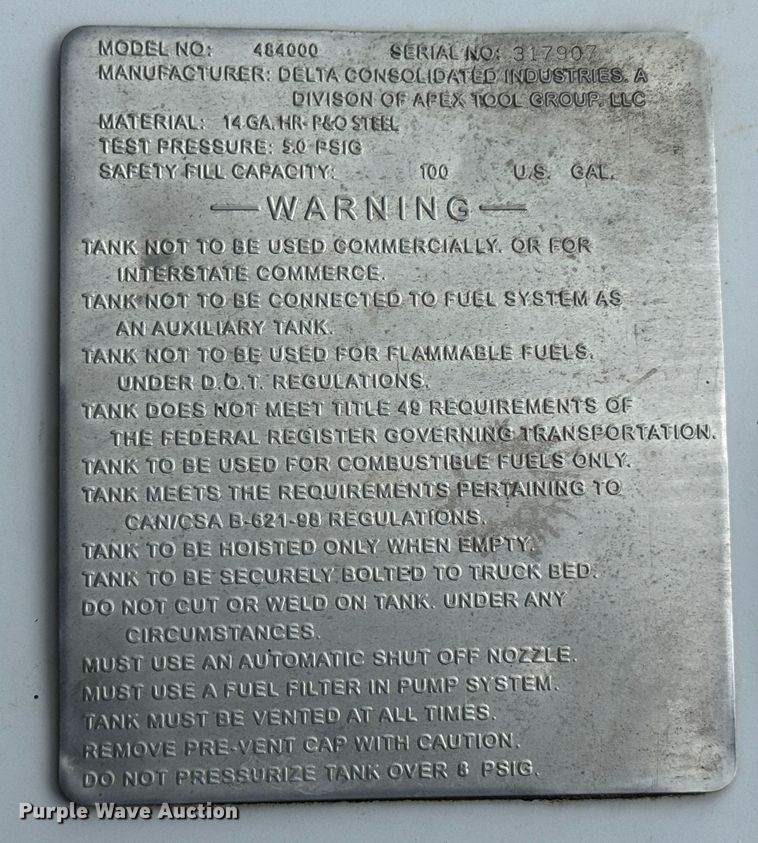 MODEL NO: 484000 SERIAL NO: 317907
MANUFACTURER: DELTA CONSOLIDATED INDUSTRIES. A
DIVISON OF APEX TOOL GROUP, LLC
MATERIAL: 14 GA. HR- P&O STEEL
TEST PRESSURE: 5.0 PSIG
SAFETY FILL CAPACITY: 100 U.S. GAL.
— WARNING —
TANK NOT TO BE USED COMMERCIALLY. OR FOR
INTERSTATE COMMERCE.
TANK NOT TO BE CONNECTED TO FUEL SYSTEM AS
AN AUXILIARY TANK.
TANK NOT TO BE USED FOR FLAMMABLE FUELS.
UNDER D.O.T. REGULATIONS.
TANK DOES NOT MEET TITLE 49 REQUIREMENTS OF
THE FEDERAL REGISTER GOVERNING TRANSPORTATION.
TANK TO BE USED FOR COMBUSTIBLE FUELS ONLY.
TANK MEETS THE REQUIREMENTS PERTAINING TO
CAN/CSA B-621-98 REGULATIONS.
TANK TO BE HOISTED ONLY WHEN EMPTY.
TANK TO BE SECURELY BOLTED TO TRUCK BED.
DO NOT CUT OR WELD ON TANK. UNDER ANY
CIRCUMSTANCES.
MUST USE AN AUTOMATIC SHUT OFF NOZZLE.
MUST USE A FUEL FILTER IN PUMP SYSTEM.
TANK MUST BE VENTED AT ALL TIMES.
REMOVE PRE-VENT CAP WITH CAUTION.
DO NOT PRESSURIZE TANK OVER PSIG.
Purple Wave Auction